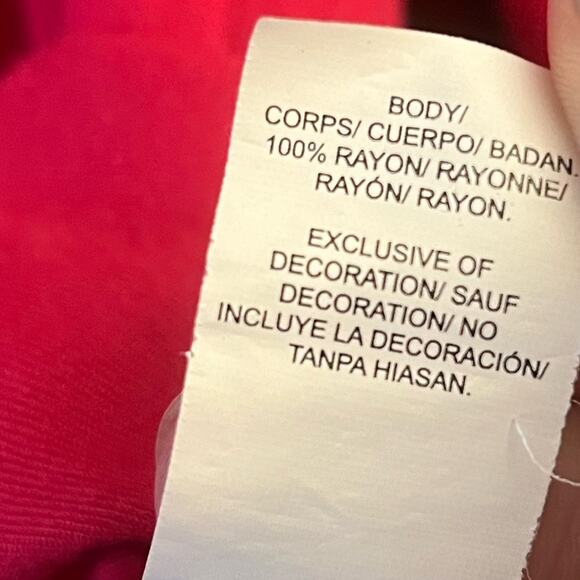 BODY/
CORPS/ CUERPO/ BADAN.
100% RAYON/ RAYONNE/
RAYÓN/ RAYON.
EXCLUSIVE OF
DECORATION/ SAUF
DECORATION/ NO
INCLUYE LA DECORACIÓN/
TANPA HIASAN.